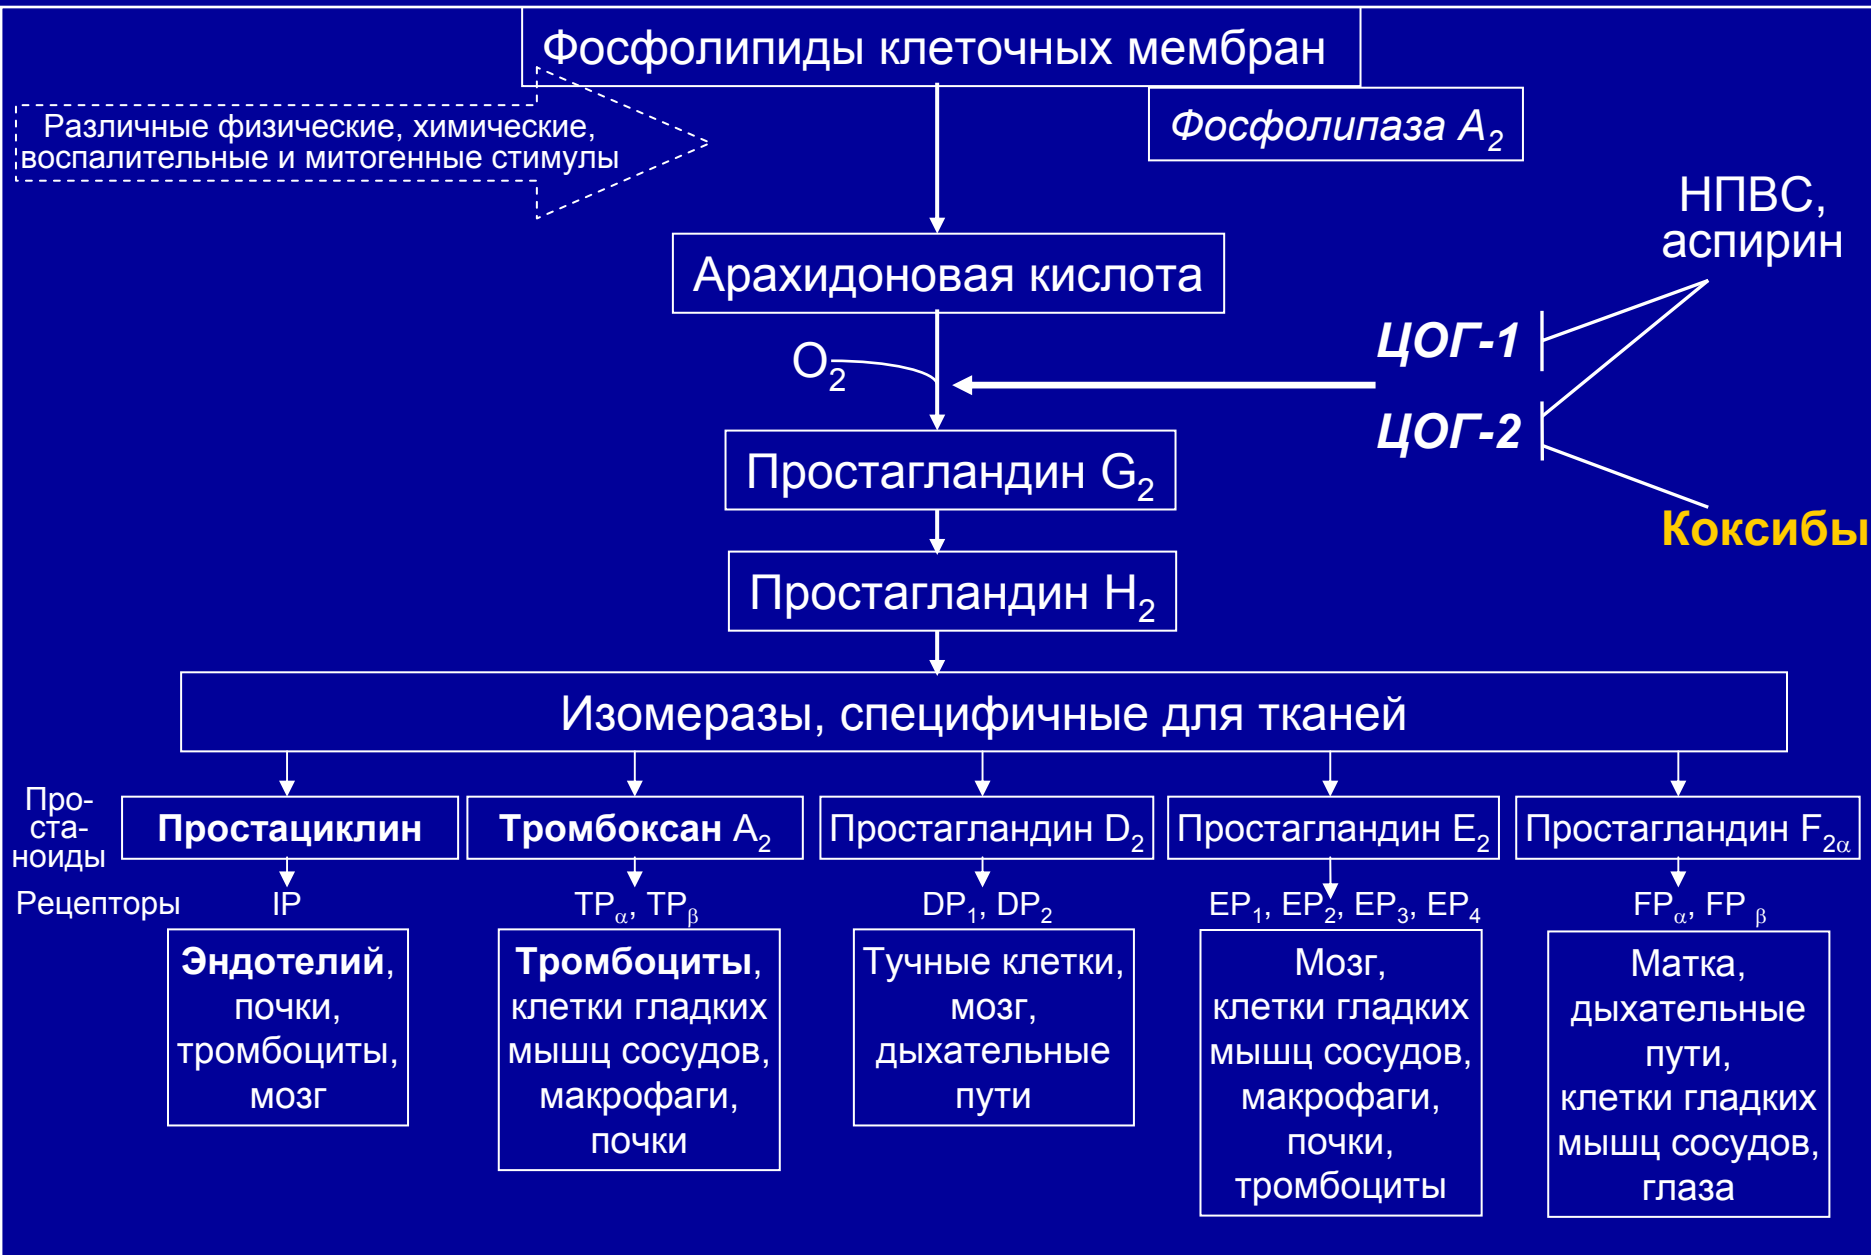 Фосфолипиды клеточных мембран
Различные физические, химические,
воспалительные и митогенные стимулы
Фосфолипаза A₂
НПВС,
аспирин
Арахидоновая кислота
O₂
ЦОГ-1
ЦОГ-2
Коксибы
Простагландин G₂
Простагландин H₂
Изомеразы, специфичные для тканей
Про-
ста-
ноиды
Простациклин
Тромбоксан A₂
Простагландин D₂
Простагландин E₂
Простагландин F₂α
Рецепторы
IP
TPα, TPβ
DP₁, DP₂
EP₁, EP₂, EP₃, EP₄
FPα, FP β
Эндотелий,
почки,
тромбоциты,
мозг
Тромбоциты,
клетки гладких
мышц сосудов,
макрофаги,
почки
Тучные клетки,
мозг,
дыхательные
пути
Мозг,
клетки гладких
мышц сосудов,
макрофаги,
почки,
тромбоциты
Матка,
дыхательные
пути,
клетки гладких
мышц сосудов,
глаза